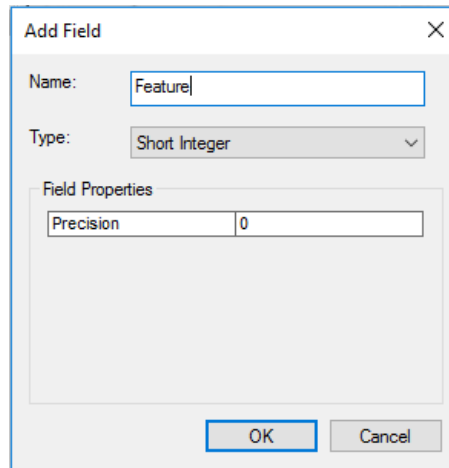 Add Field
Name: Feature
Type: Short Integer
Field Properties
Precision 0
OK Cancel